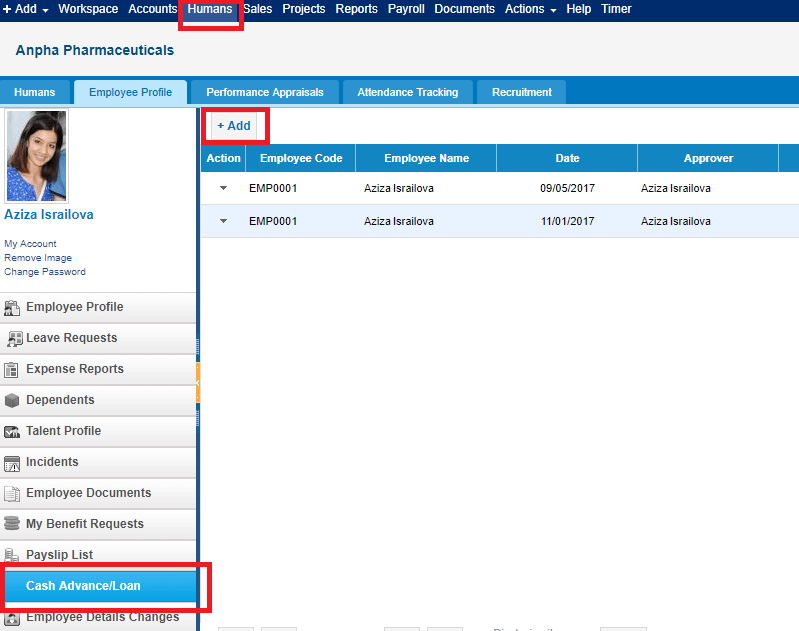 + Add Workspace Accounts Humans Sales Projects Reports Payroll Documents Actions Help Timer
Anpha Pharmaceuticals
Humans Employee Profile Performance Appraisals Attendance Tracking Recruitment
+ Add
Action Employee Code Employee Name Date Approver
EMP0001 Aziza Israilova 09/05/2017 Aziza Israilova
EMP0001 Aziza Israilova 11/01/2017 Aziza Israilova
Aziza Israilova
My Account
Remove Image
Change Password
Employee Profile
Leave Requests
Expense Reports
Dependents
Talent Profile
Incidents
Employee Documents
My Benefit Requests
Payslip List
Cash Advance/Loan
Employee Details Changes